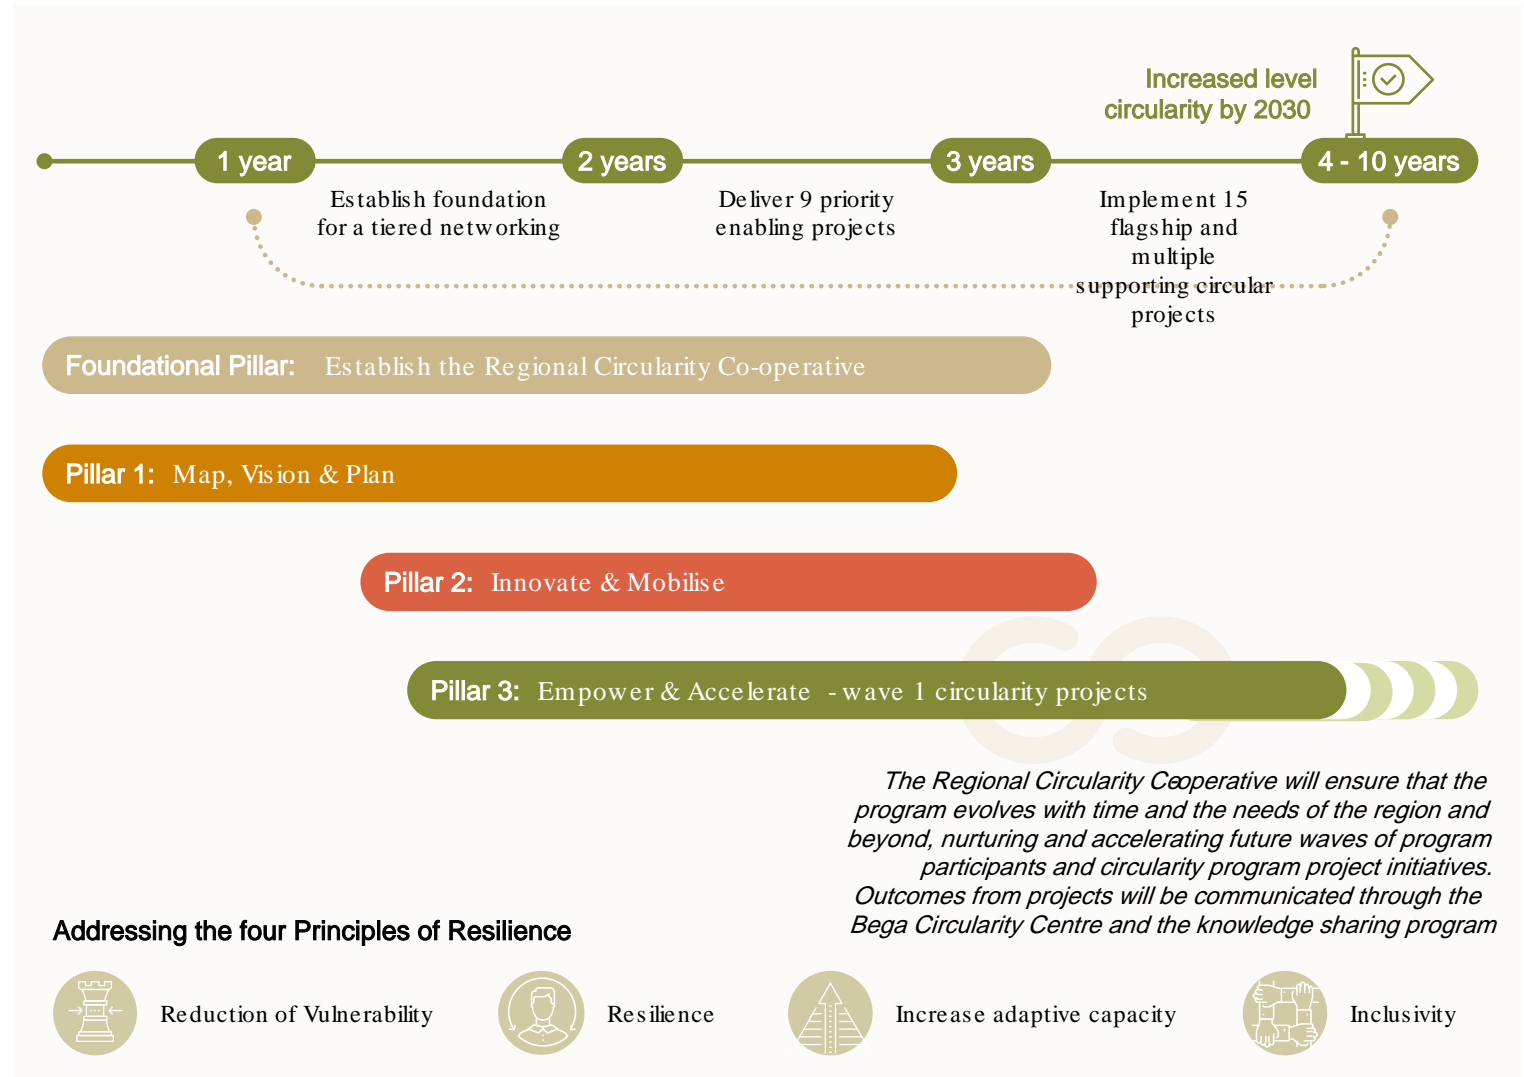 Increased level
circularity by 2030
1 year
2 years
3 years
4 - 10 years
Establish foundation
for a tiered networking
Deliver 9 priority
enabling projects
Implement 15
flagship and
multiple
supporting circular
projects
Foundational Pillar: Establish the Regional Circularity Co-operative
Pillar 1: Map, Vision & Plan
Pillar 2: Innovate & Mobilise
Pillar 3: Empower & Accelerate - wave 1 circularity projects
The Regional Circularity Cooperative will ensure that the
program evolves with time and the needs of the region and
beyond, nurturing and accelerating future waves of program
participants and circularity program project initiatives.
Outcomes from projects will be communicated through the
Bega Circularity Centre and the knowledge sharing program
Addressing the four Principles of Resilience
Reduction of Vulnerability
Resilience
Increase adaptive capacity
Inclusivity